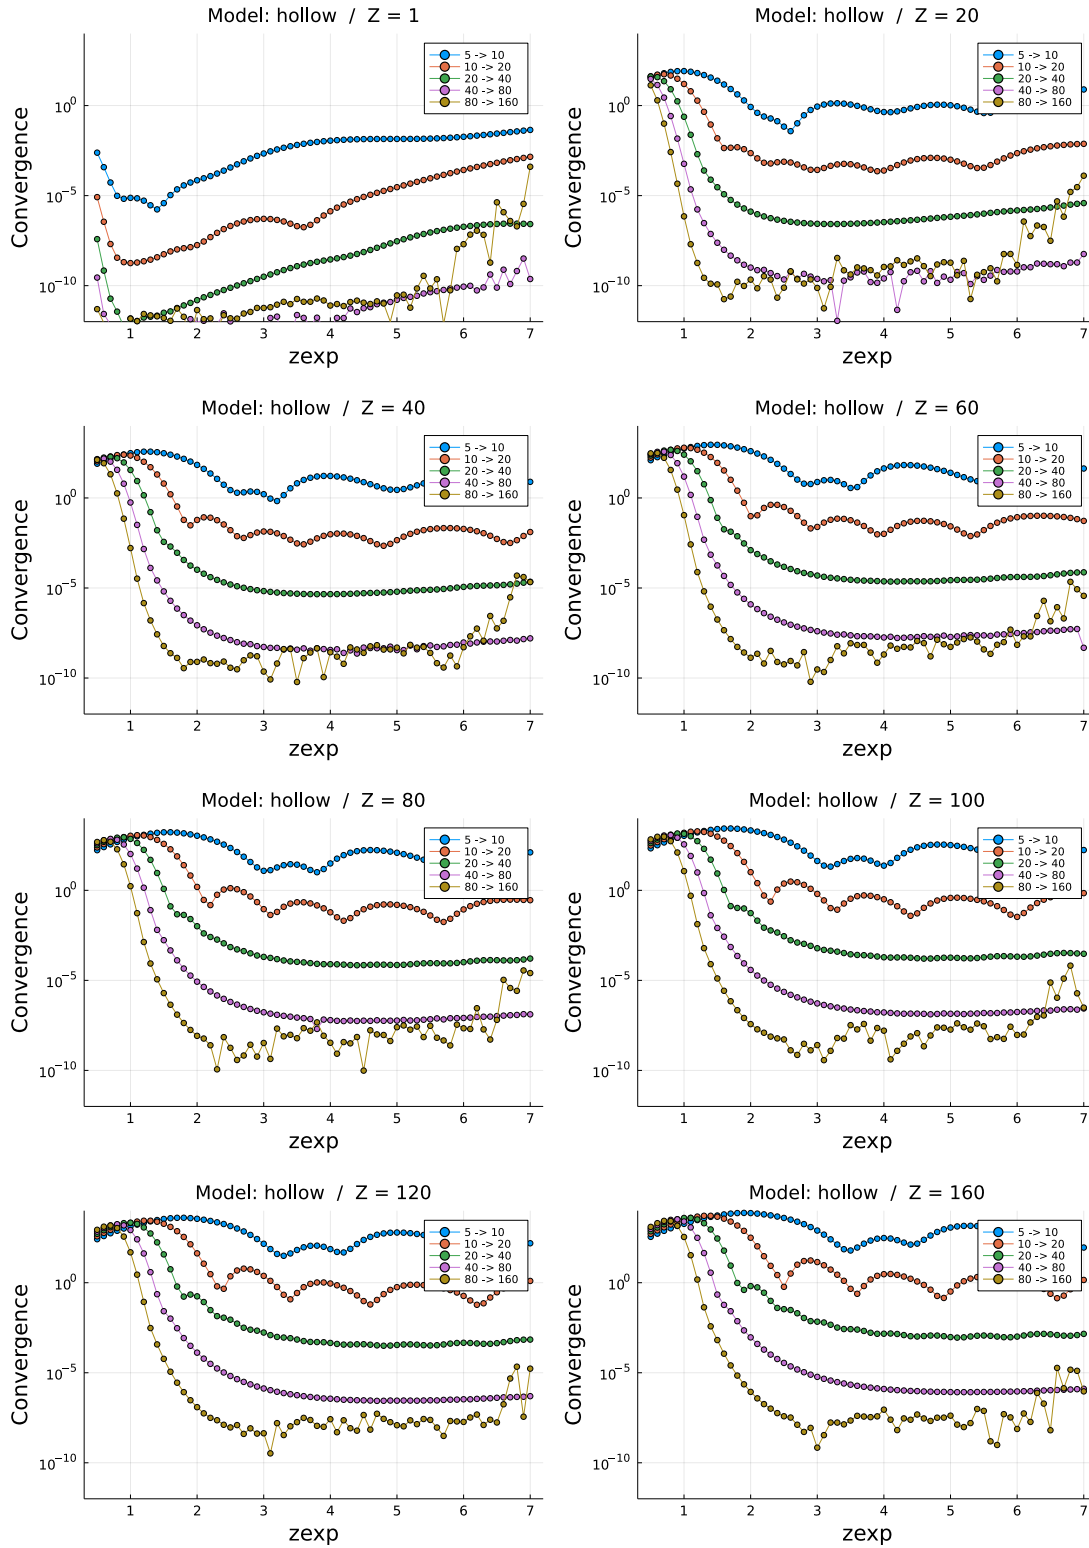 Model: hollow / Z = 1
Convergence
10^0
10^-5
10^-10
5 -> 10
10 -> 20
20 -> 40
40 -> 80
80 -> 160
1 2 3 4 5 6 7
zexp
Model: hollow / Z = 20
Convergence
10^0
10^-5
10^-10
5 -> 10
10 -> 20
20 -> 40
40 -> 80
80 -> 160
1 2 3 4 5 6 7
zexp
Model: hollow / Z = 40
Convergence
10^0
10^-5
10^-10
5 -> 10
10 -> 20
20 -> 40
40 -> 80
80 -> 160
1 2 3 4 5 6 7
zexp
Model: hollow / Z = 60
Convergence
10^0
10^-5
10^-10
5 -> 10
10 -> 20
20 -> 40
40 -> 80
80 -> 160
1 2 3 4 5 6 7
zexp
Model: hollow / Z = 80
Convergence
10^0
10^-5
10^-10
5 -> 10
10 -> 20
20 -> 40
40 -> 80
80 -> 160
1 2 3 4 5 6 7
zexp
Model: hollow / Z = 100
Convergence
10^0
10^-5
10^-10
5 -> 10
10 -> 20
20 -> 40
40 -> 80
80 -> 160
1 2 3 4 5 6 7
zexp
Model: hollow / Z = 120
Convergence
10^0
10^-5
10^-10
5 -> 10
10 -> 20
20 -> 40
40 -> 80
80 -> 160
1 2 3 4 5 6 7
zexp
Model: hollow / Z = 160
Convergence
10^0
10^-5
10^-10
5 -> 10
10 -> 20
20 -> 40
40 -> 80
80 -> 160
1 2 3 4 5 6 7
zexp